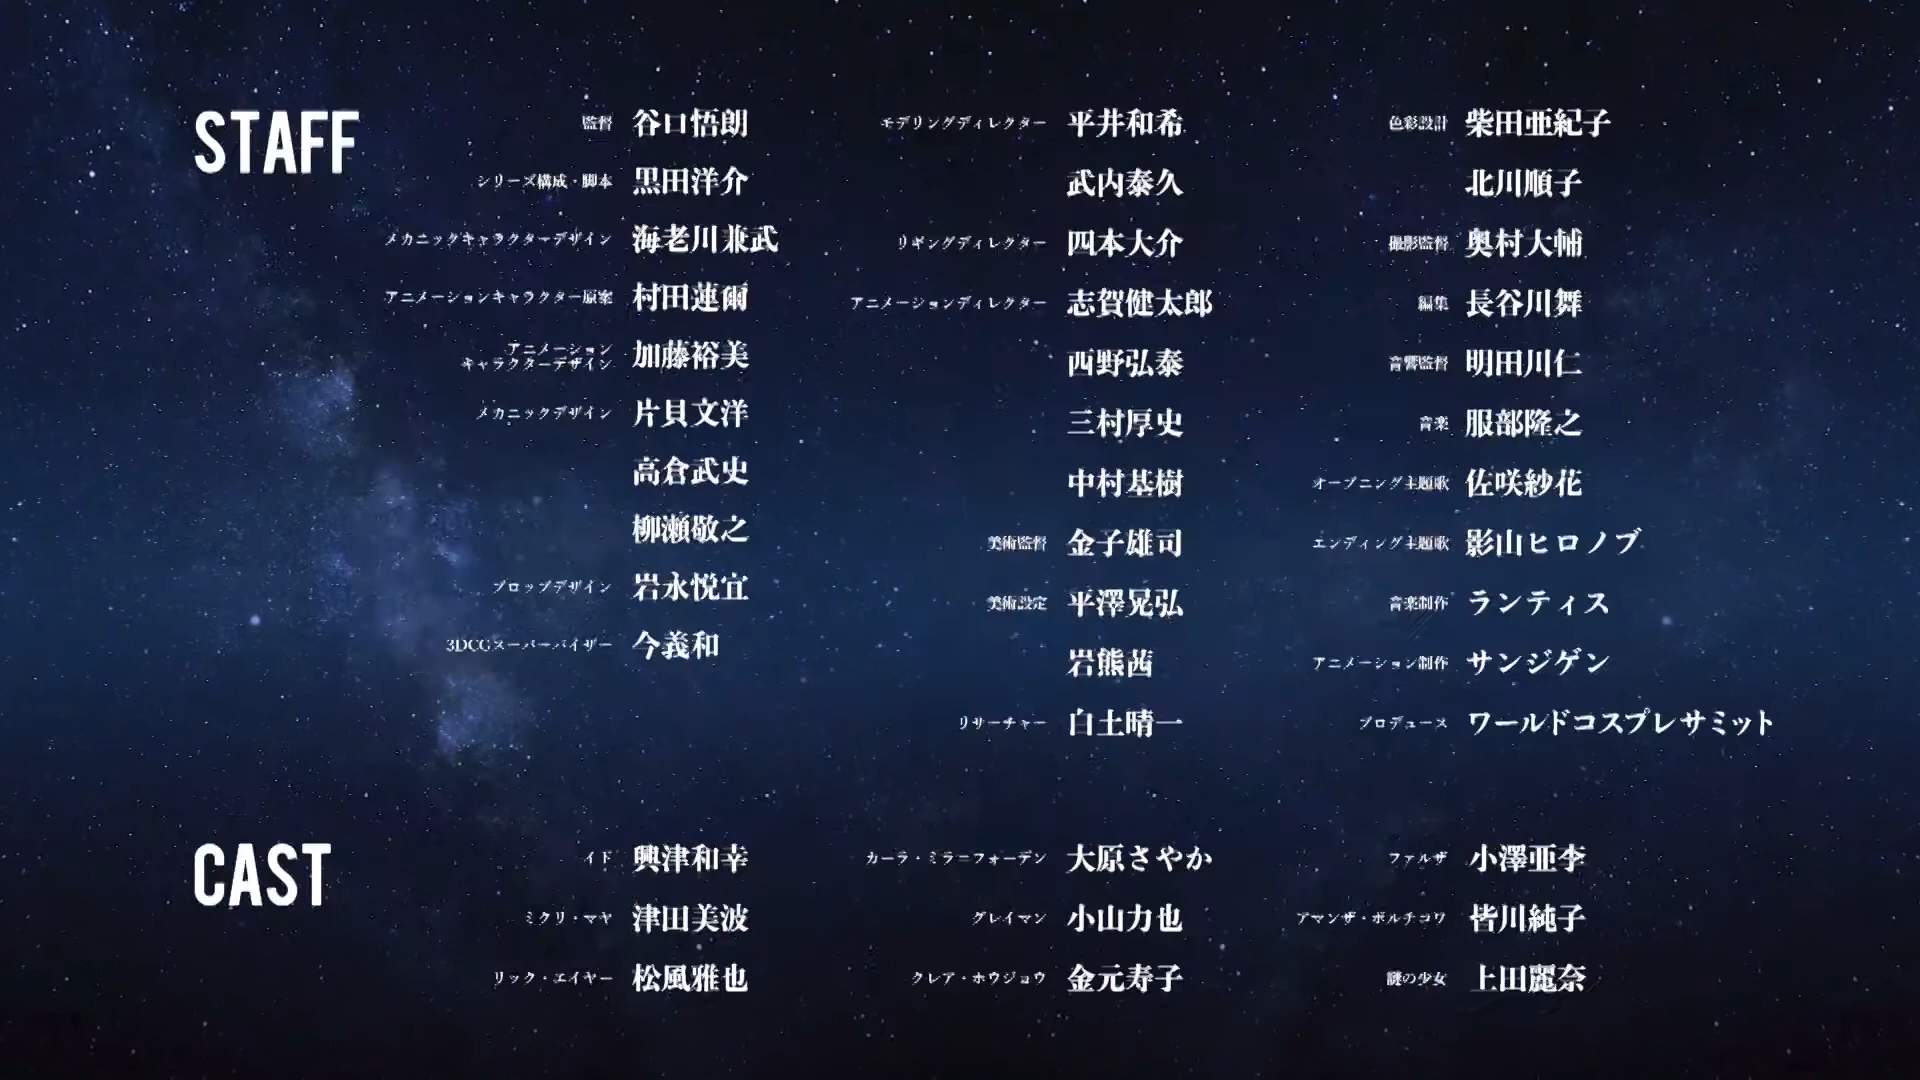 STAFF
監督 谷口悟朗
シリーズ構成・脚本 黒田洋介
メカニックキャラクターデザイン 海老川兼武
アニメーションキャラクター原案 村田蓮爾
アニメーション
キャラクターデザイン 加藤裕美
メカニックデザイン 片貝文洋
高倉武史
柳瀬敬之
プロップデザイン 岩永悦宜
3DCGスーパーバイザー 今義和
モデリングディレクター 平井和希
武内泰久
リギングディレクター 四本大介
アニメーションディレクター 志賀健太郎
西野弘泰
三村厚史
中村基樹
美術監督 金子雄司
美術設定 平澤晃弘
岩熊茜
リサーチャー 白土晴一
色彩設計 柴田亜紀子
北川順子
撮影監督 奥村大輔
編集 長谷川舞
音響監督 明田川仁
音楽 服部隆之
オープニング主題歌 佐咲紗花
エンディング主題歌 影山ヒロノブ
音楽制作 ランティス
アニメーション制作 サンジゲン
プロデュース ワールドコスプレサミット
CAST
イド 興津和幸
ミクリ・マヤ 津田美波
リック・エイヤー 松風雅也
カーラ・ミラ=フォーデン 大原さやか
グレイマン 小山力也
クレア・ホウジョウ 金元寿子
ファルザ 小澤亜李
アマンザ・ボルチコワ 皆川純子
謎の少女 上田麗奈